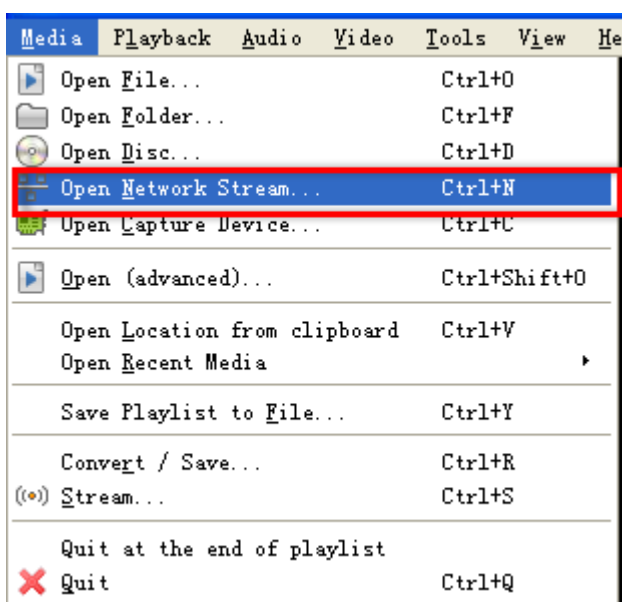 Media Playback Audio Video Tools View He
Open File... Ctrl+O
Open Folder... Ctrl+F
Open Disc... Ctrl+D
Open Network Stream... Ctrl+N
Open Capture Device... Ctrl+C
Open (advanced)... Ctrl+Shift+O
Open Location from clipboard Ctrl+V
Open Recent Media
Save Playlist to File... Ctrl+Y
Convert / Save... Ctrl+R
Stream... Ctrl+S
Quit at the end of playlist
Quit Ctrl+Q